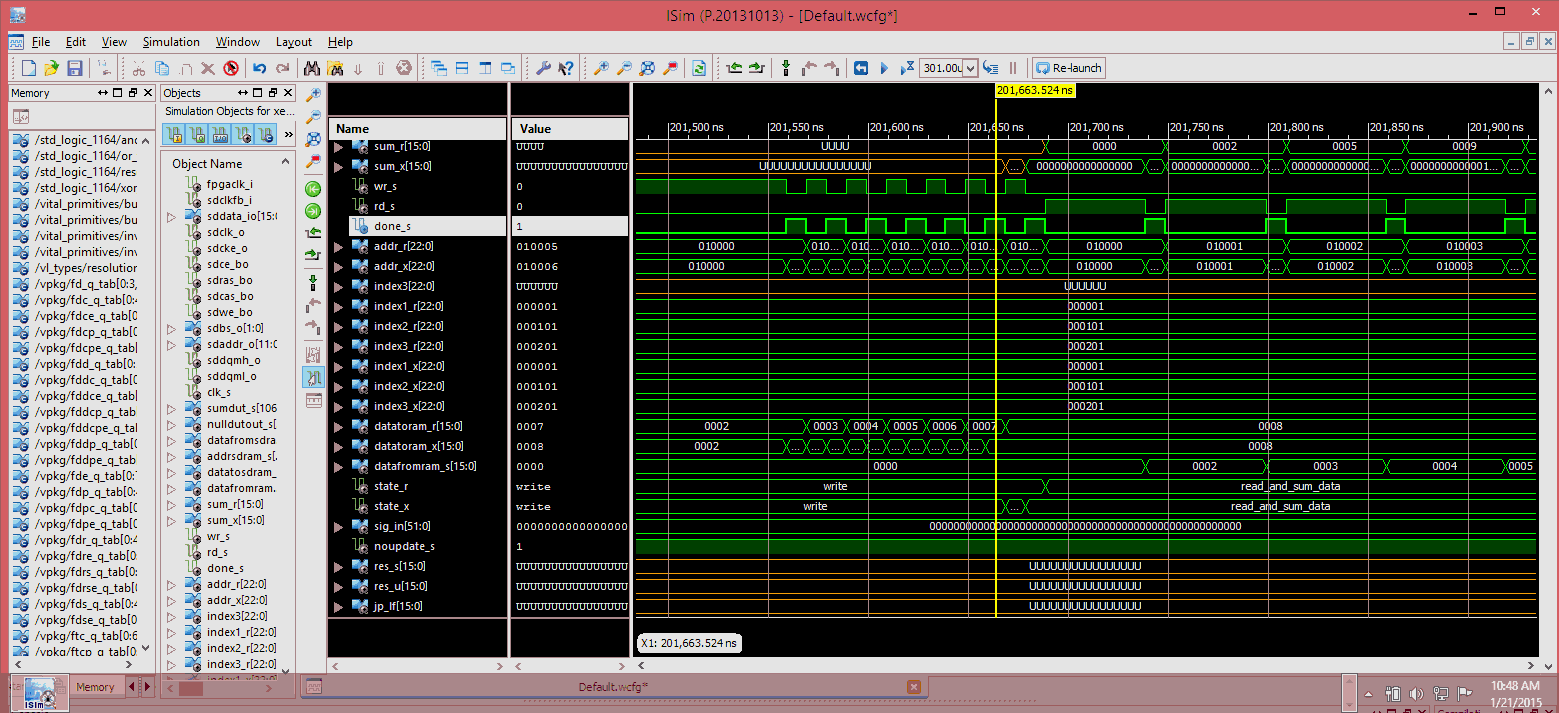 ISim (P.20131013) - [Default.wcfg*]
File Edit View Simulation Window Layout Help
301.00u Re-launch
Memory
/std_logic_1164/and
/std_logic_1164/or_
/std_logic_1164/res
/std_logic_1164/xor
/vital_primitives/bu
/vital_primitives/bu
/vital_primitives/inv
/vital_primitives/inv
/vl_types/resolution
/vpkg/fd_q_tab[0:3,
/vpkg/fdc_q_tab[0:4
/vpkg/fdce_q_tab[0:
/vpkg/fdcp_q_tab[0:
/vpkg/fdcpe_q_tab[
/vpkg/fdd_q_tab[0:
/vpkg/fddc_q_tab[0:
/vpkg/fddce_q_tab[
/vpkg/fddcp_q_tab[
/vpkg/fddcpe_q_tab
/vpkg/fddp_q_tab[0:
/vpkg/fddpe_q_tab[
/vpkg/fde_q_tab[0:
/vpkg/fdp_q_tab[0:4
/vpkg/fdpc_q_tab[0:
/vpkg/fdpe_q_tab[0:
/vpkg/fdr_q_tab[0:4
/vpkg/fdre_q_tab[0:
/vpkg/fdrs_q_tab[0:
/vpkg/fdrse_q_tab[0
/vpkg/fds_q_tab[0:4
/vpkg/fdse_q_tab[0:
/vpkg/ftc_q_tab[0:6
/vpkg/ftcp_q_tab[0:
Memory
Objects
Simulation Objects for xe...
Object Name
fpgaclk_i
sdclkfb_i
sddata_io[15:0
sdclk_o
sdcke_o
sdce_bo
sdras_bo
sdcas_bo
sdwe_bo
sdbs_o[1:0]
sdaddr_o[11:0
sddqmh_o
sddqml_o
clk_s
sumdut_s[106
nulldutout_s[
datafromsdra
addrsdram_s[
datatosdram_
datafromram.
sum_r[15:0]
sum_x[15:0]
wr_s
rd_s
done_s
addr_r[22:0]
addr_x[22:0]
index3[22:0]
index1_r[22:0]
index2_r[22:0]
index3_r[22:0]
index1_x[22:0]
Name Value
201,663.524 ns
201,500 ns 201,550 ns 201,600 ns 201,650 ns 201,700 ns 201,750 ns 201,800 ns 201,850 ns 201,900 ns
sum_r[15:0] UUUU UUUU 0000 0002 0005 0009
sum_x[15:0] UUUUUUUUUUUUUUUU UUUUUUUUUUUUUUUU ... 0000000000000000 ... 0000000000000... ... 000000000000... ... 0000000000001... ...
wr_s 0
rd_s 0
done_s 1
addr_r[22:0] 010005 010000 010... 010... 010... 010... 010... 010... 010000 010001 010002 010003
addr_x[22:0] 010006 010000 ... ... ... ... ... ... ... ... ... ... ... ... 010000 ... 010001 ... 010002 ... 010003 ...
index3[22:0] UUUUUU UUUUUU
index1_r[22:0] 000001 000001
index2_r[22:0] 000101 000101
index3_r[22:0] 000201 000201
index1_x[22:0] 000001 000001
index2_x[22:0] 000101 000101
index3_x[22:0] 000201 000201
datatoram_r[15:0] 0007 0002 0003 0004 0005 0006 0007 0008
datatoram_x[15:0] 0008 0002 ... ... ... ... ... ... ... ... ... ... 0008
datafromram_s[15:0] 0000 0000 0002 0003 0004 0005
state_r write write read_and_sum_data
state_x write write ... read_and_sum_data
sig_in[51:0] 0000000000000000 0000000000000000000000000000000000000000000000000000
noupdate_s 1
res_s[15:0] UUUUUUUUUUUUUUUU UUUUUUUUUUUUUUUU
res_u[15:0] UUUUUUUUUUUUUUUU UUUUUUUUUUUUUUUU
jp_lf[15:0] UUUUUUUUUUUUUUUU UUUUUUUUUUUUUUUU
X1: 201,663.524 ns
Default.wcfg*
ISim
10:48 AM
1/21/2015